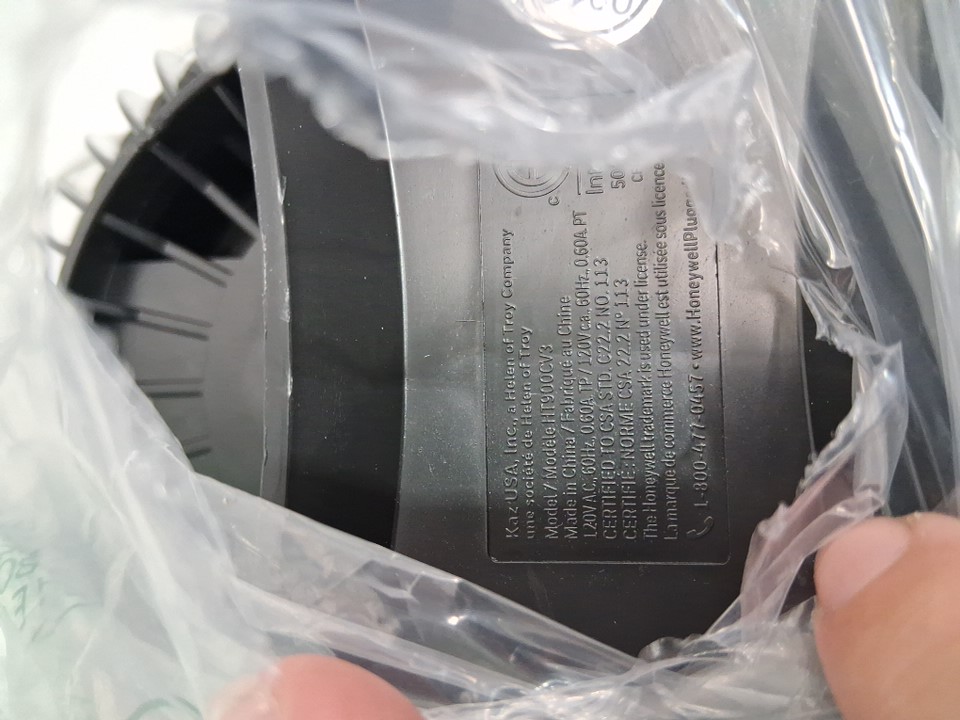 Kaz USA, Inc., a Helen of Troy Company
une société de Helen of Troy
Model / Modèle HT900CV3
Made in China / Fabriqué au Chine
120V AC, 60Hz, 0.60A TP / 120V ca. 60Hz., 0.60A PT
CERTIFIED TO CSA STD. C22.2 NO. 113
CERTIFIÉ: NORME CSA 22.2 N° 113
The Honeywell trademark is used under license.
La marque de commerce Honeywell est utilisée sous licence
1-800-477-0457 •
c
50